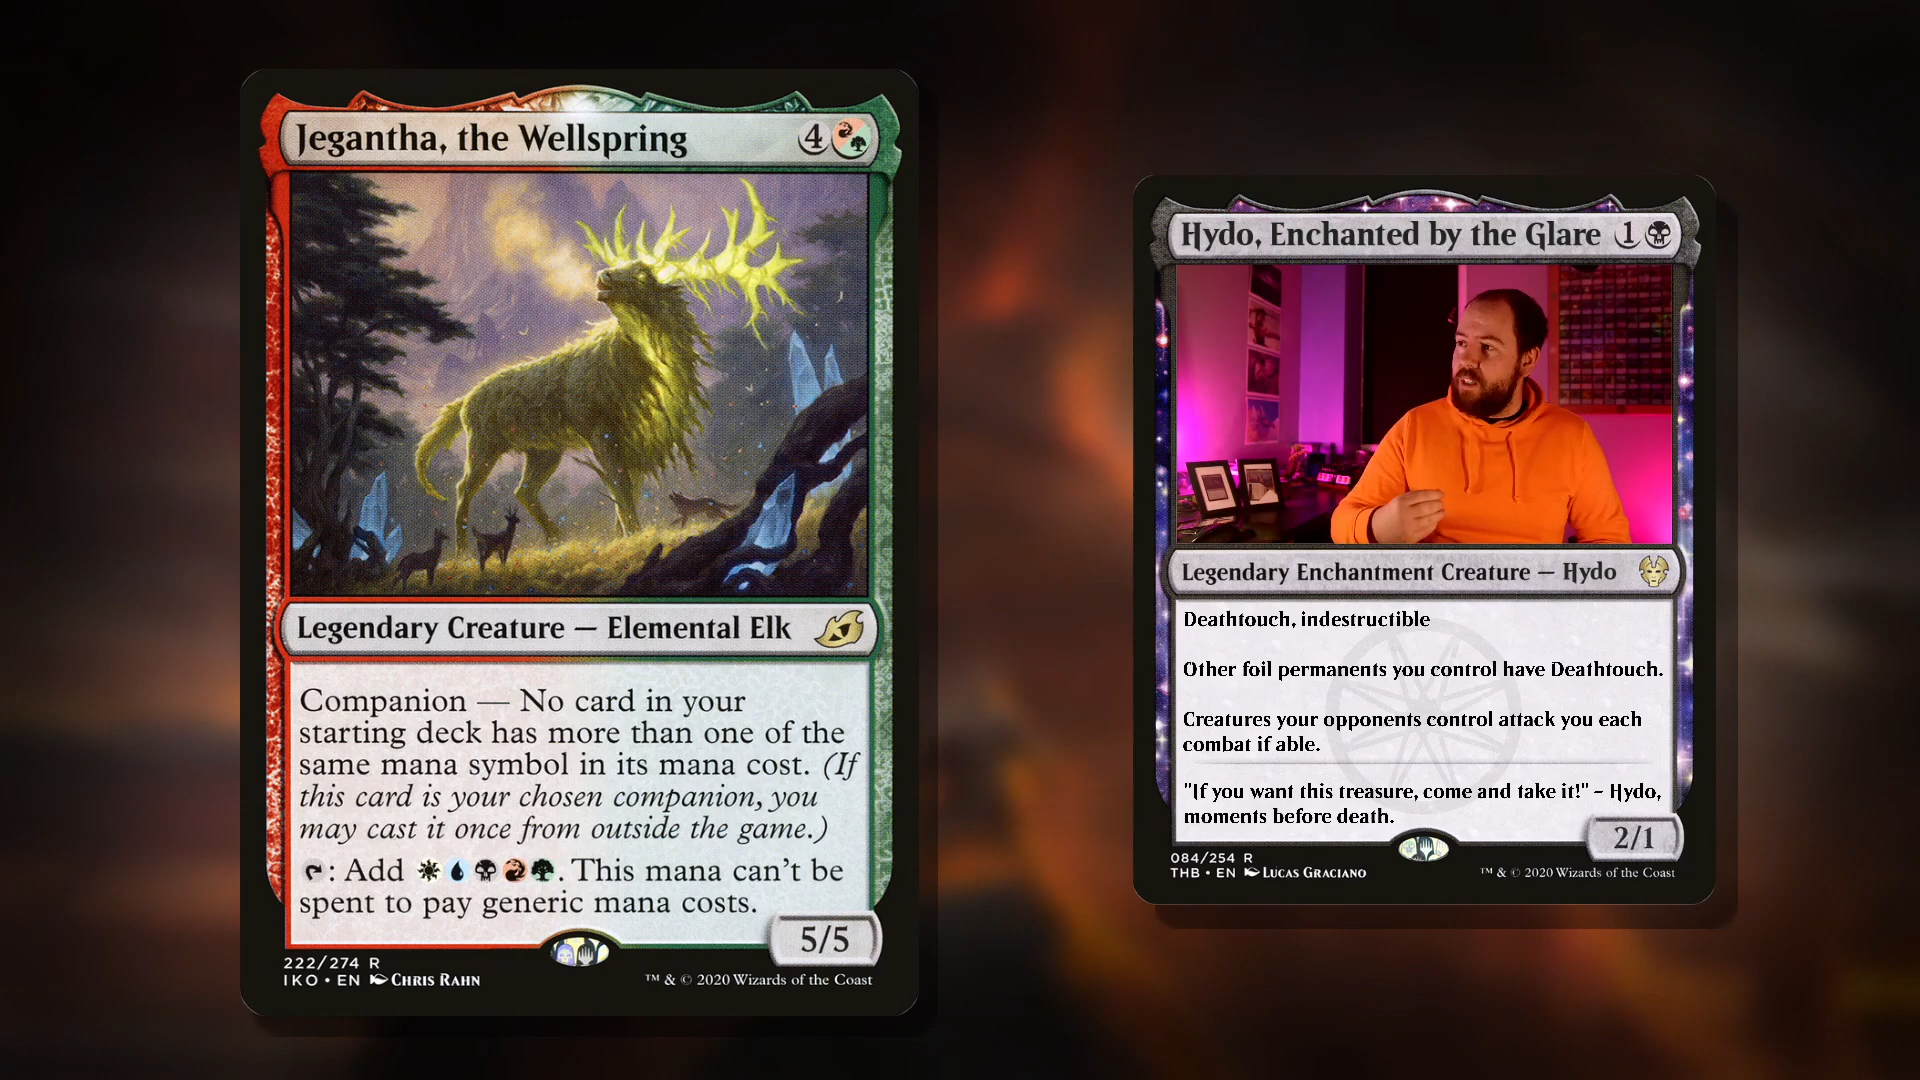 Jegantha, the Wellspring 4
Legendary Creature — Elemental Elk
Companion — No card in your
starting deck has more than one of the
same mana symbol in its mana cost. (If
this card is your chosen companion, you
may cast it once from outside the game.)
: Add . This mana can't be
spent to pay generic mana costs.
5/5
222/274 R
IKO • EN Chris Rahn
™ & © 2020 Wizards of the Coast
Hydo, Enchanted by the Glare 1
Legendary Enchantment Creature — Hydo
Deathtouch, indestructible
Other foil permanents you control have Deathtouch.
Creatures your opponents control attack you each
combat if able.
"If you want this treasure, come and take it!" – Hydo,
moments before death.
2/1
084/254 R
THB • EN Lucas Graciano
™ & © 2020 Wizards of the Coast